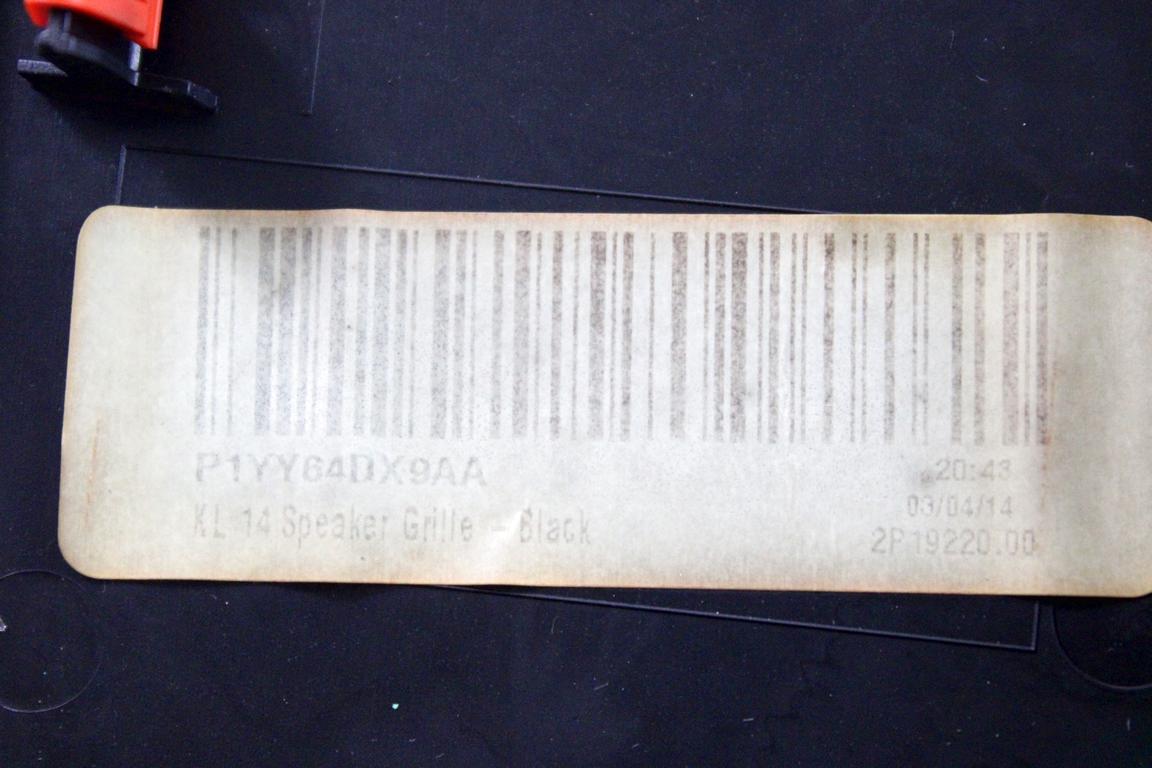 P1YY64DX9AA
20:43
KL 14 Speaker Grille - Black
03/04/14
2P19220.00